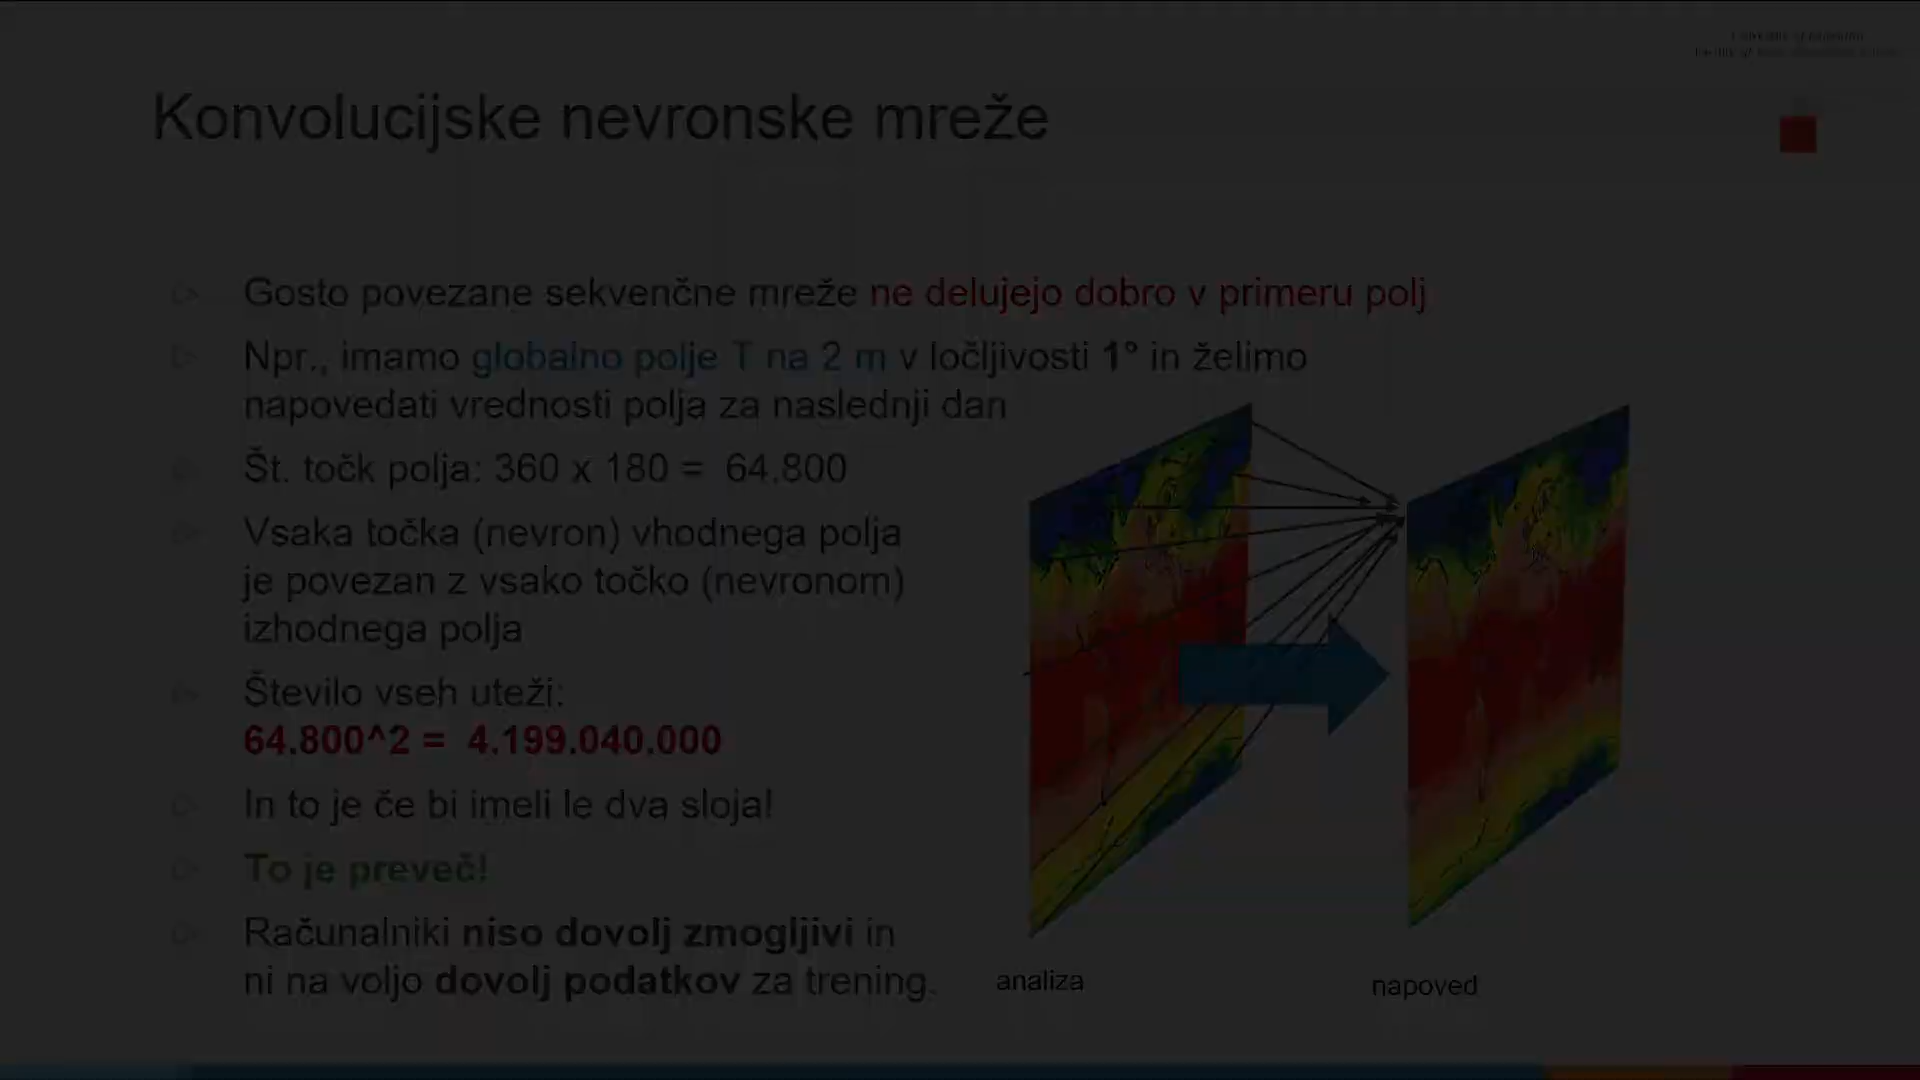 Konvolucijske nevronske mreže
Gosto povezane sekvenčne mreže ne delujejo dobro v primeru polj
Npr., imamo globalno polje T na 2 m v ločljivosti 1° in želimo
napovedati vrednosti polja za naslednji dan
Št. točk polja: 360 x 180 = 64.800
Vsaka točka (nevron) vhodnega polja
je povezan z vsako točko (nevronom)
izhodnega polja
Število vseh uteži:
64.800^2 = 4.199.040.000
In to je če bi imeli le dva sloja!
To je preveč!
Računalniki niso dovolj zmogljivi in
ni na voljo dovolj podatkov za trening.
analiza
napoved